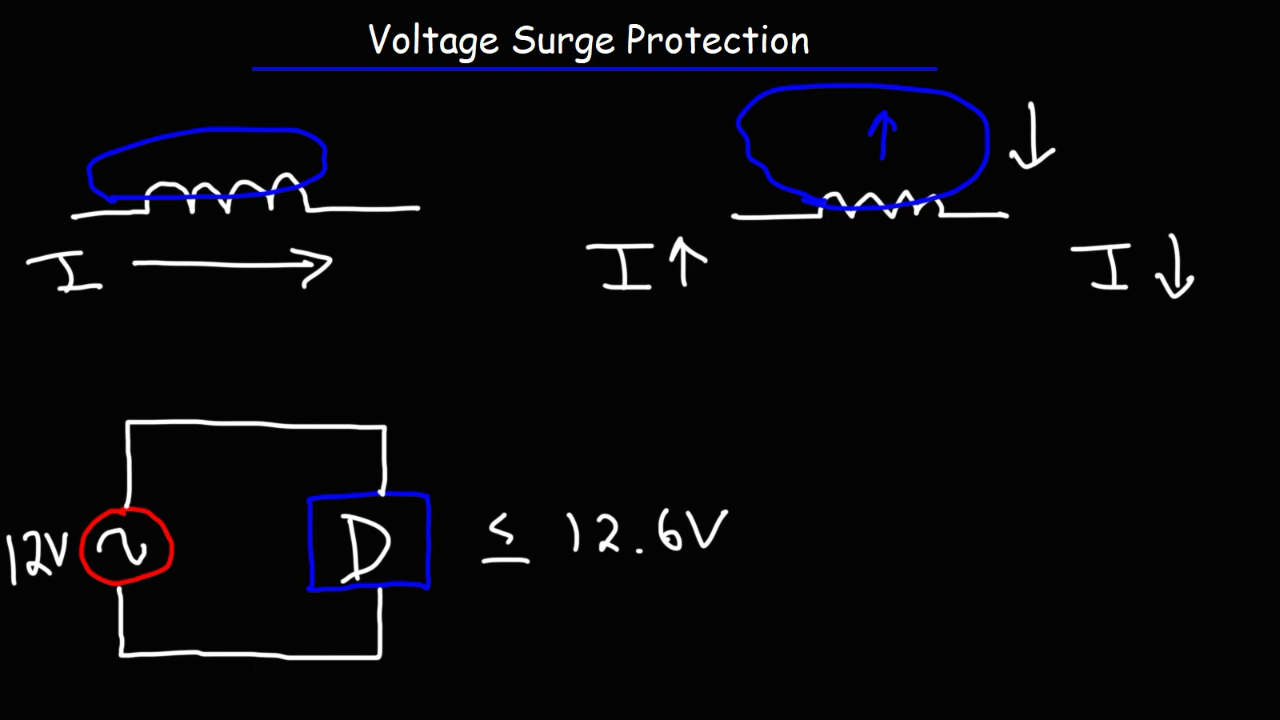 Voltage Surge Protection
I → I ↑ ↑ ↓ I ↓
12V ~ D ≤ 12.6V